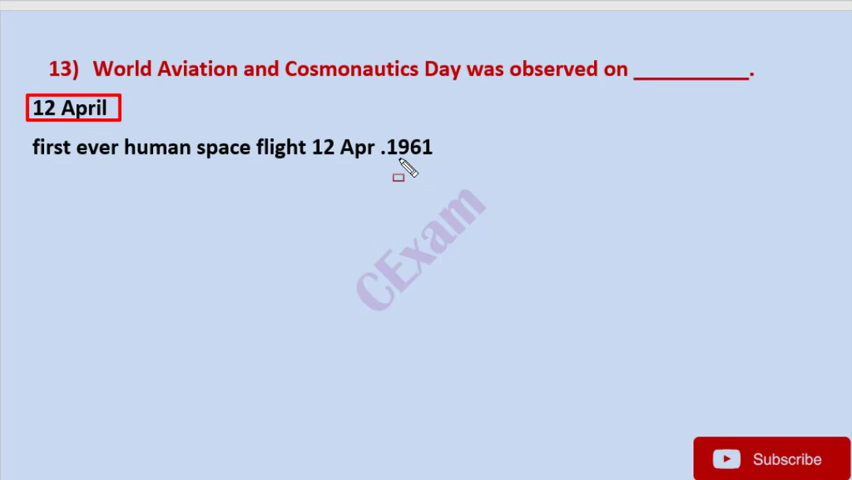 13) World Aviation and Cosmonautics Day was observed on __________.
12 April
first ever human space flight 12 Apr .1961
CExam
Subscribe